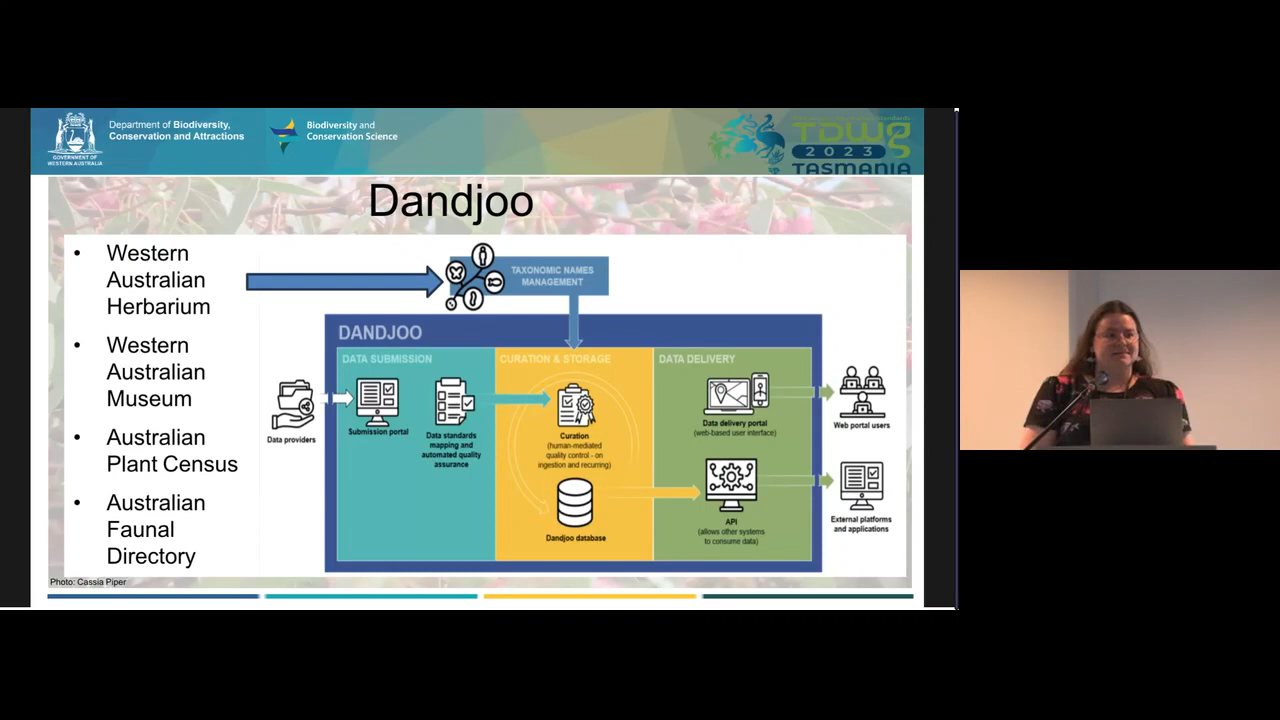 Department of Biodiversity,
Conservation and Attractions
GOVERNMENT OF
WESTERN AUSTRALIA
Biodiversity and
Conservation Science
TDWG
2023
TASMANIA
Dandjoo
• Western
Australian
Herbarium
• Western
Australian
Museum
• Australian
Plant Census
• Australian
Faunal
Directory
TAXONOMIC NAMES
MANAGEMENT
DANDJOO
DATA SUBMISSION
CURATION & STORAGE
DATA DELIVERY
Data providers
Submission portal
Data standards
mapping and
automated quality
assurance
Curation
(human-mediated
quality control - on
ingestion and recurring)
Dandjoo database
Data delivery portal
(web-based user interface)
API
(allows other systems
to consume data)
Web portal users
External platforms
and applications
Photo: Cassia Piper